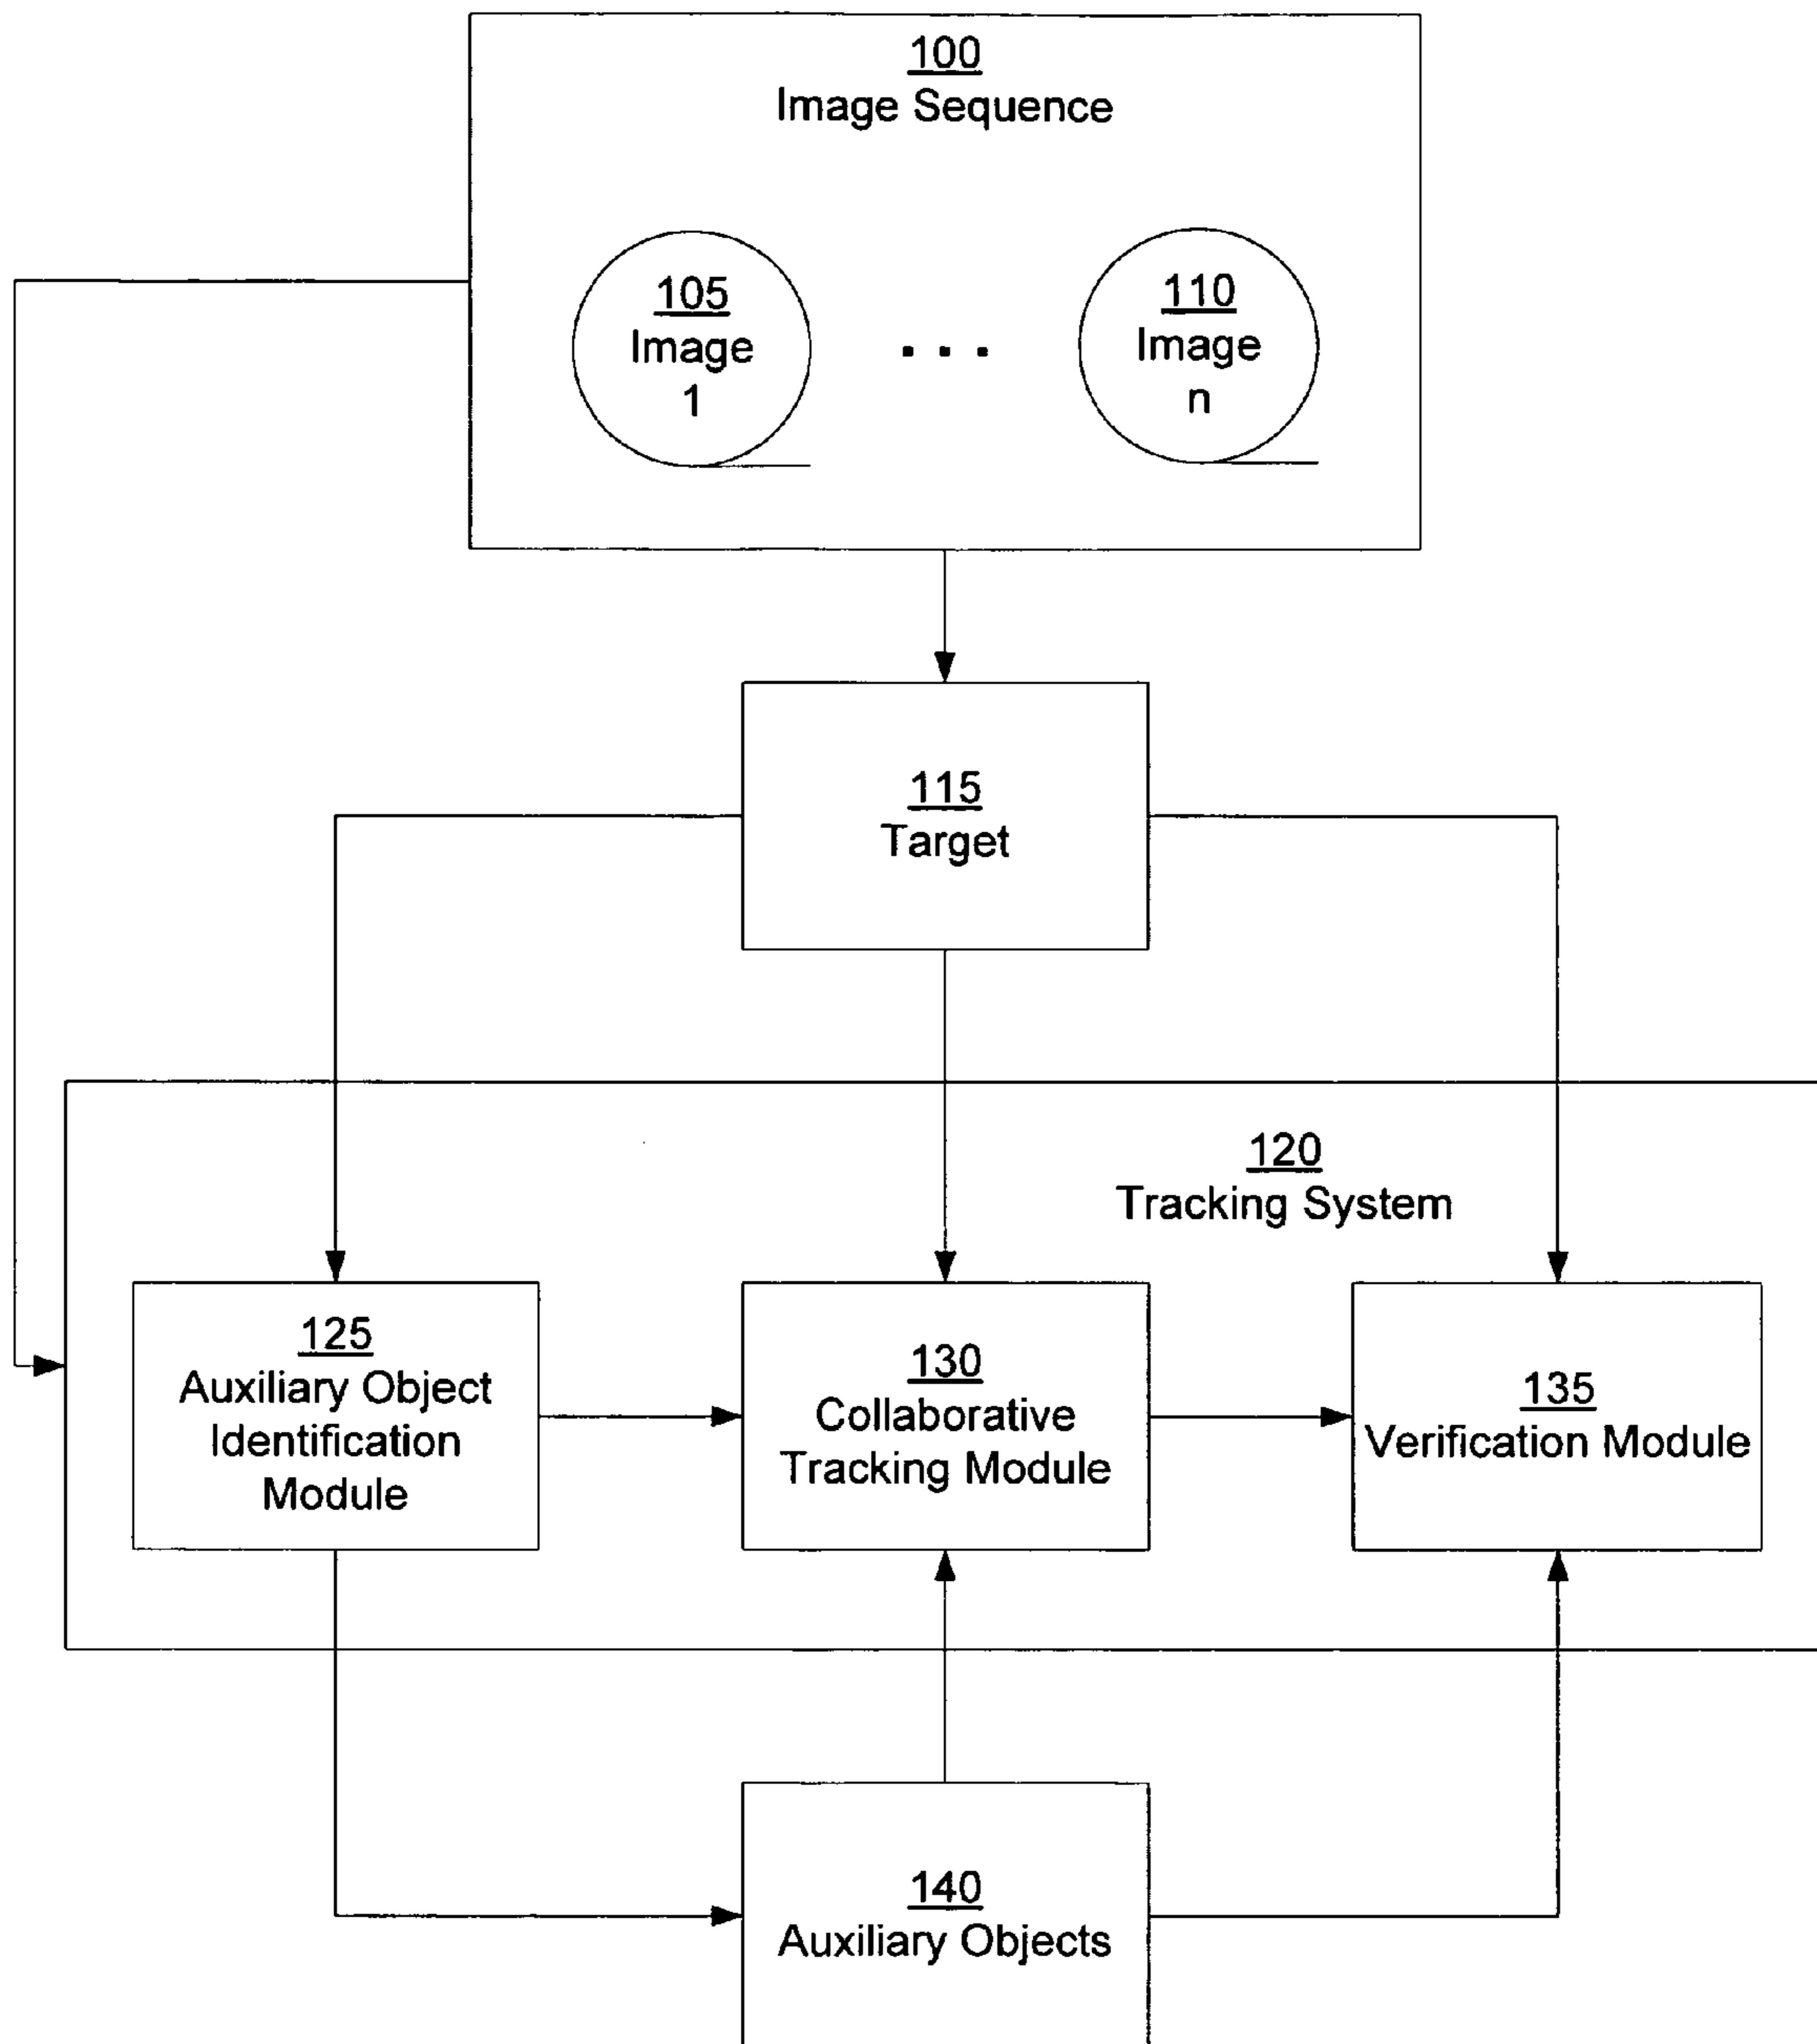 100
Image Sequence
105
Image
1
. . .
110
Image
n
115
Target
120
Tracking System
125
Auxiliary Object
Identification
Module
130
Collaborative
Tracking Module
135
Verification Module
140
Auxiliary Objects